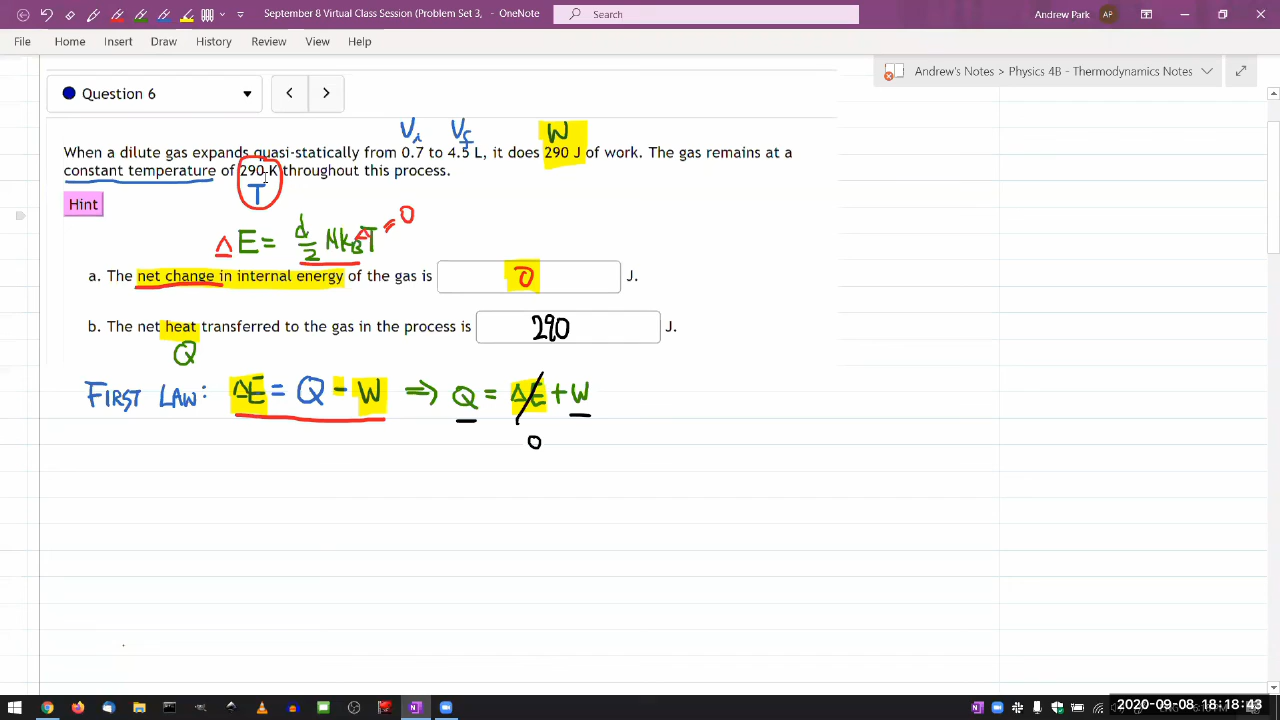 September 8 Virtual Class Session (Problem Set 3, ... - OneNote
Search
Andrew Park
AP
File Home Insert Draw History Review View Help
Andrew's Notes > Physics 4B - Thermodynamics Notes
Question 6
Vi Vf W
When a dilute gas expands quasi-statically from 0.7 to 4.5 L, it does 290 J of work. The gas remains at a
constant temperature of 290 K throughout this process.
T
Hint
ΔE = d/2 NkBΔT = 0
a. The net change in internal energy of the gas is 0 J.
b. The net heat transferred to the gas in the process is 290 J.
Q
FIRST LAW: ΔE = Q - W ⇒ Q = ΔE + W
0
2020-09-08 18:18:43